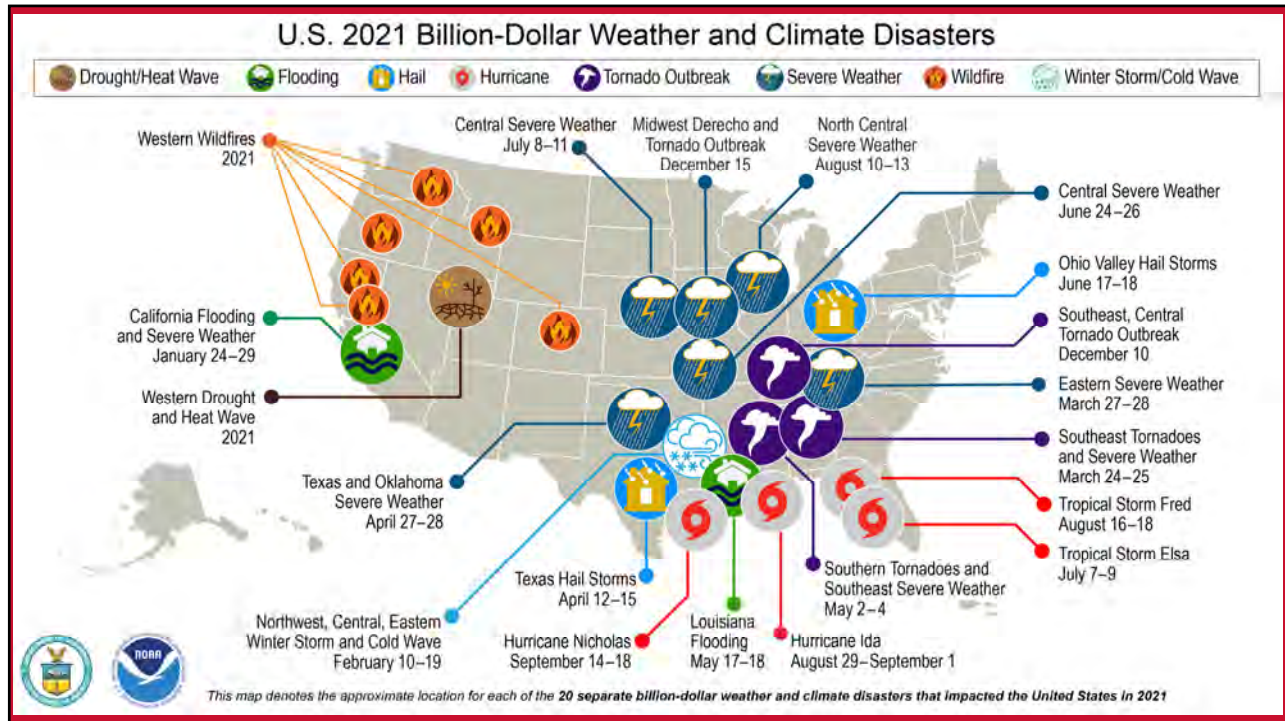 U.S. 2021 Billion-Dollar Weather and Climate Disasters
Drought/Heat Wave
Flooding
Hail
Hurricane
Tornado Outbreak
Severe Weather
Wildfire
Winter Storm/Cold Wave
Western Wildfires
2021
Central Severe Weather
July 8–11
Midwest Derecho and
Tornado Outbreak
December 15
North Central
Severe Weather
August 10–13
Central Severe Weather
June 24–26
Ohio Valley Hail Storms
June 17–18
California Flooding
and Severe Weather
January 24–29
Southeast, Central
Tornado Outbreak
December 10
Western Drought
and Heat Wave
2021
Eastern Severe Weather
March 27–28
Southeast Tornadoes
and Severe Weather
March 24–25
Texas and Oklahoma
Severe Weather
April 27–28
Tropical Storm Fred
August 16–18
Tropical Storm Elsa
July 7–9
Texas Hail Storms
April 12–15
Southern Tornadoes and
Southeast Severe Weather
May 2–4
Northwest, Central, Eastern
Winter Storm and Cold Wave
February 10–19
Hurricane Nicholas
September 14–18
Louisiana
Flooding
May 17–18
Hurricane Ida
August 29–September 1
NOAA
This map denotes the approximate location for each of the 20 separate billion-dollar weather and climate disasters that impacted the United States in 2021